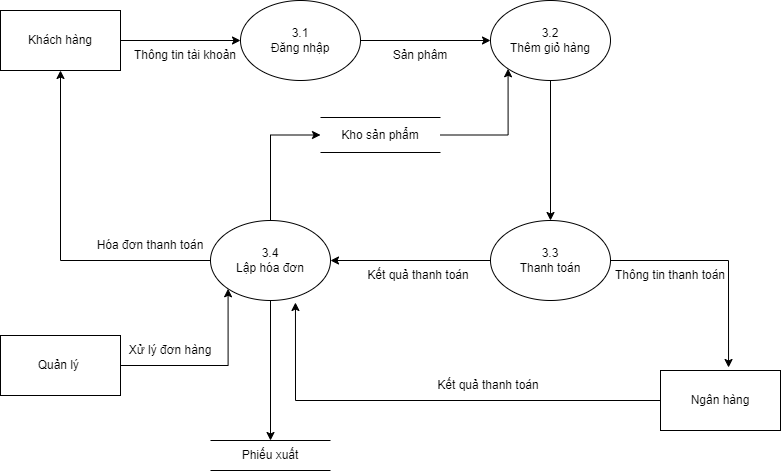 Khách hàng
Thông tin tài khoản
3.1
Đăng nhập
Sản phâm
3.2
Thêm giỏ hàng
Kho sản phẩm
Hóa đơn thanh toán
3.4
Lập hóa đơn
Kết quả thanh toán
3.3
Thanh toán
Thông tin thanh toán
Quản lý
Xử lý đơn hàng
Kết quả thanh toán
Ngân hàng
Phiếu xuất